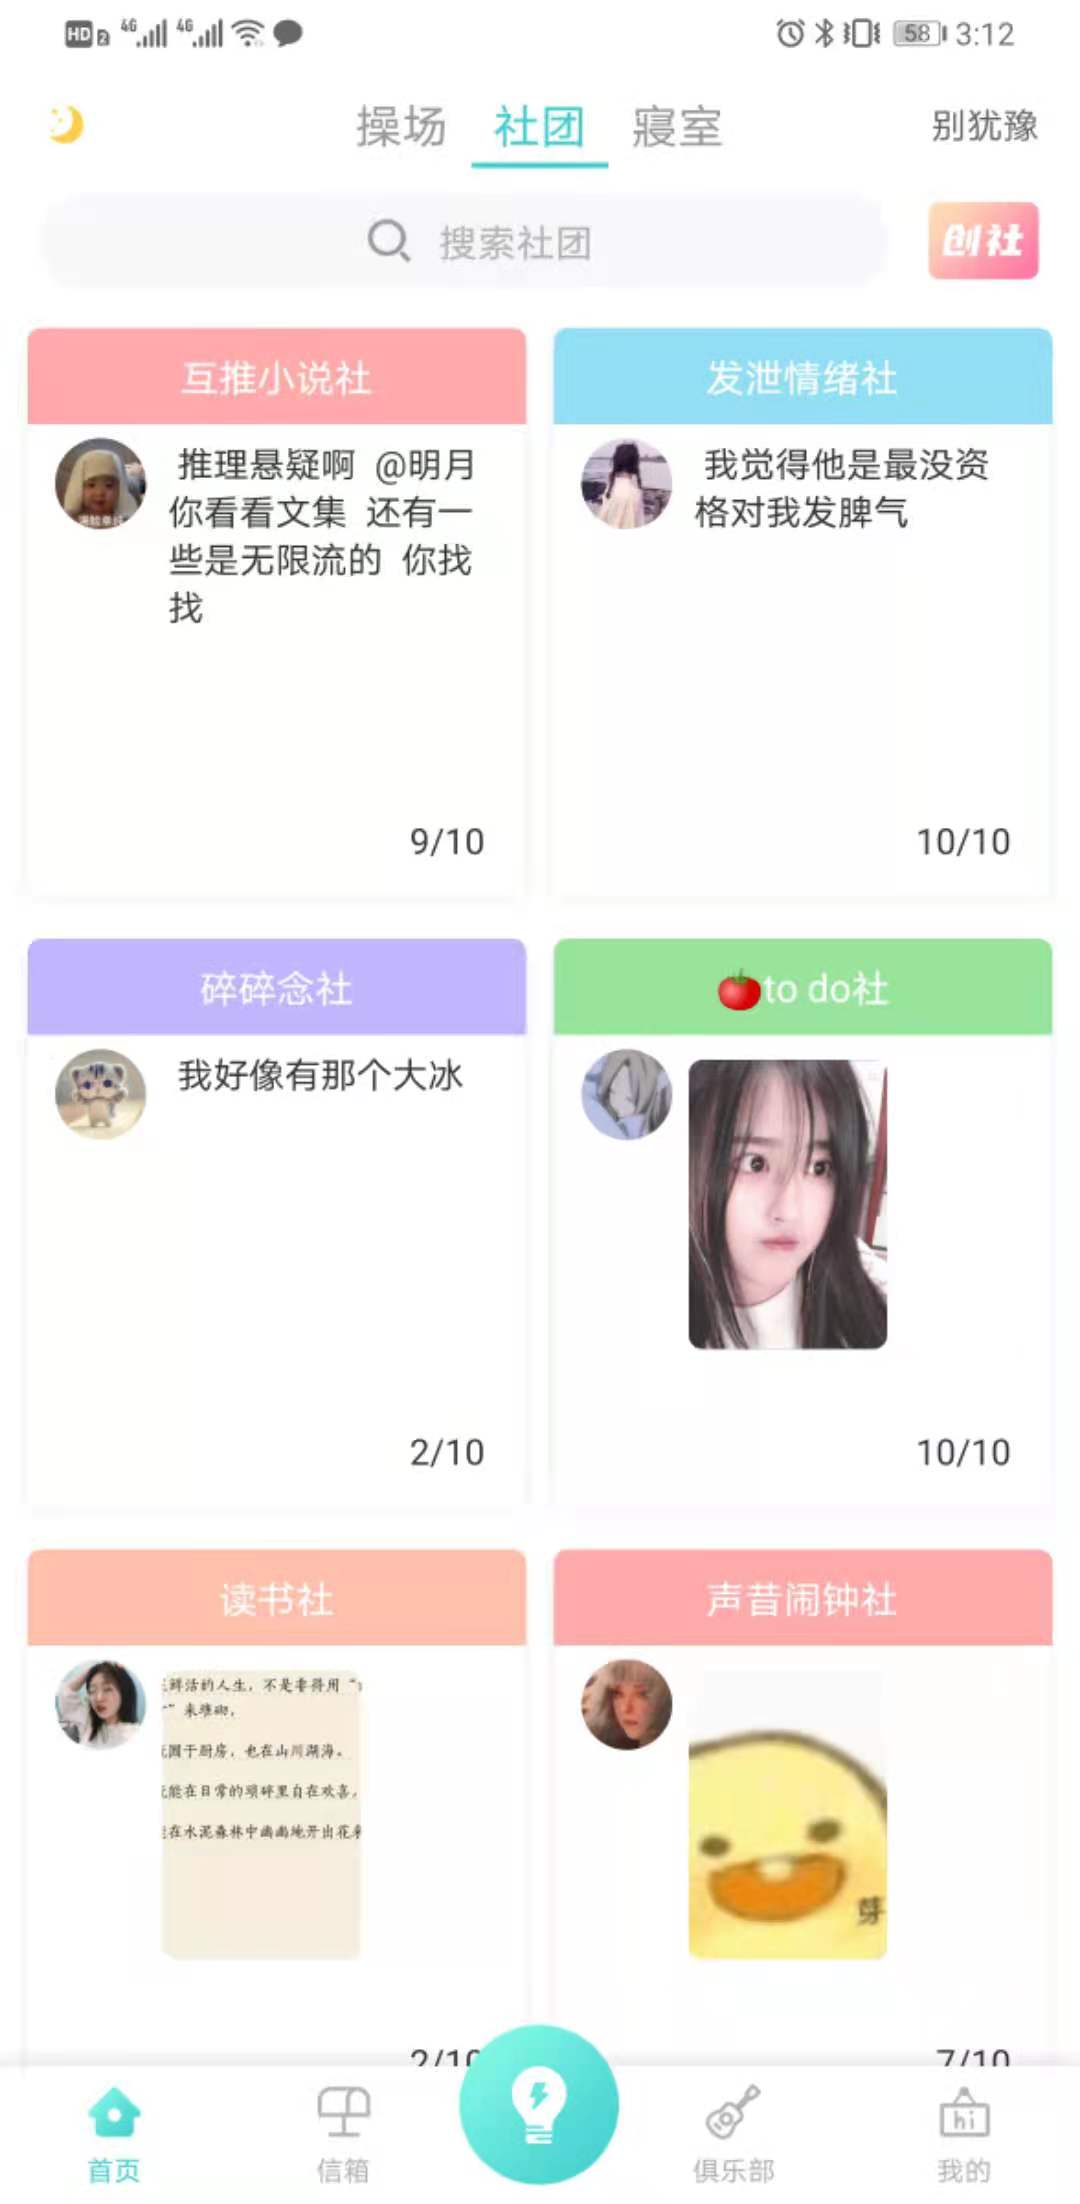 HD 2 4G 4G 58 3:12
操场 社团 寝室 别犹豫
搜索社团 创社
互推小说社
推理悬疑啊 @明月
你看看文集 还有一
些是无限流的 你找
找
9/10
发泄情绪社
我觉得他是最没资
格对我发脾气
10/10
碎碎念社
我好像有那个大冰
2/10
🍅to do社
10/10
读书社
鲜活的人生，不是非得用“
”来堆砌，
囿于厨房，也在山川湖海。
能在日常的琐碎里自在欢喜，
在水泥森林中幽幽地开出花来
2/10
声昔闹钟社
芽
7/10
首页 信箱 俱乐部 hi 我的